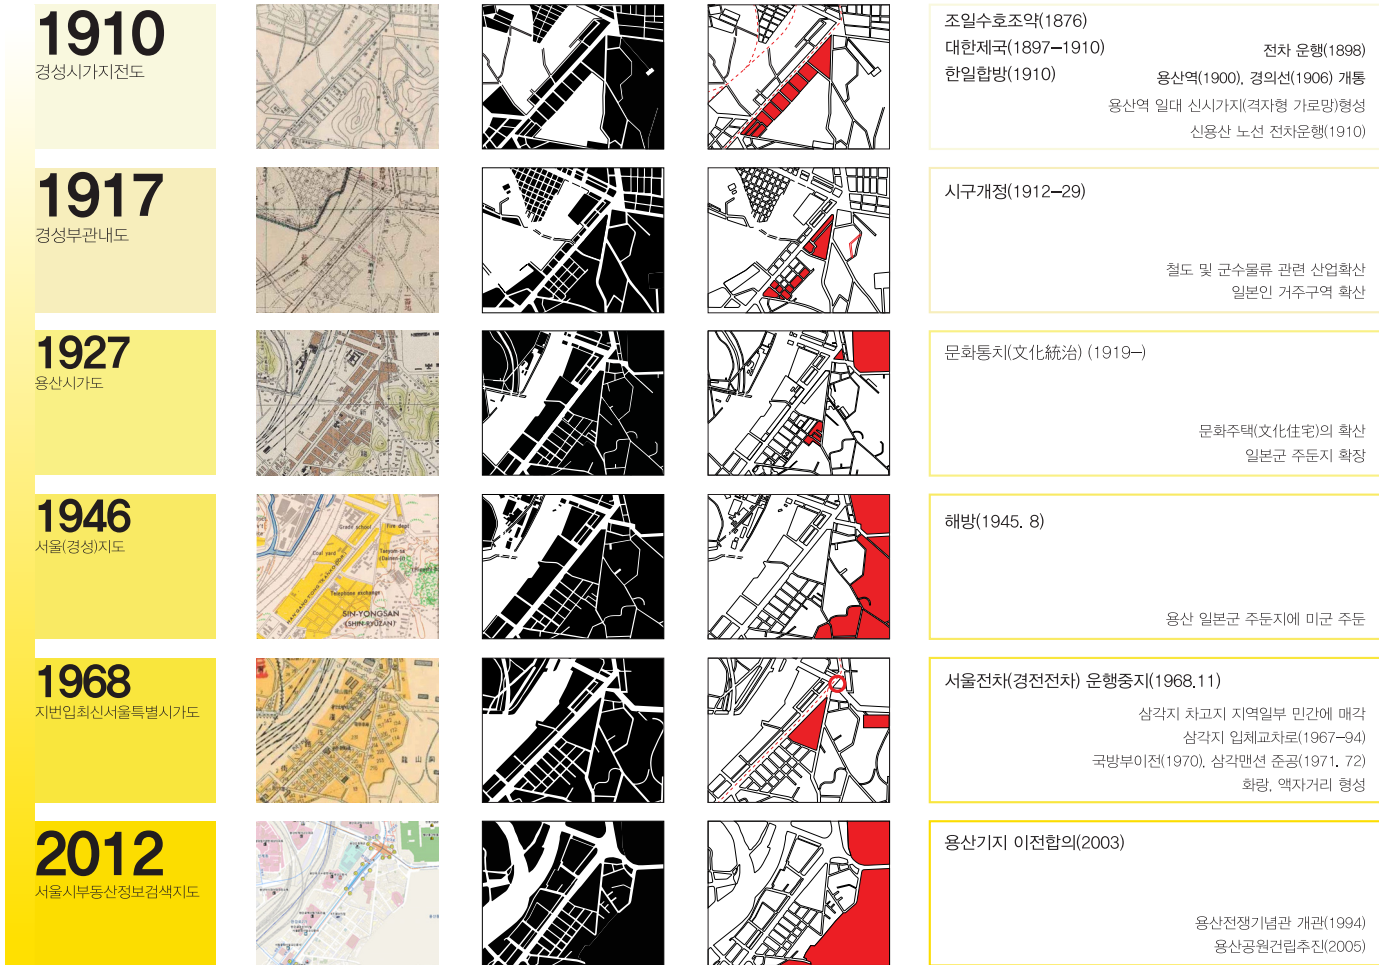 1910
경성시가지전도
조일수호조약(1876)
대한제국(1897–1910)
한일합방(1910)
전차 운행(1898)
용산역(1900), 경의선(1906) 개통
용산역 일대 신시가지(격자형 가로망)형성
신용산 노선 전차운행(1910)
1917
경성부관내도
시구개정(1912–29)
철도 및 군수물류 관련 산업확산
일본인 거주구역 확산
1927
용산시가도
문화통치(文化統治) (1919–)
문화주택(文化住宅)의 확산
일본군 주둔지 확장
1946
서울(경성)지도
Grade school
Fire dept
Coal yard
Telephone exchange
SIN-YONGSAN
(SHIN-RYŪZAN)
해방(1945. 8)
용산 일본군 주둔지에 미군 주둔
1968
지번입최신서울특별시가도
서울전차(경전전차) 운행중지(1968.11)
삼각지 차고지 지역일부 민간에 매각
삼각지 입체교차로(1967–94)
국방부이전(1970), 삼각맨션 준공(1971. 72)
화랑, 액자거리 형성
2012
서울시부동산정보검색지도
용산기지 이전합의(2003)
용산전쟁기념관 개관(1994)
용산공원건립추진(2005)